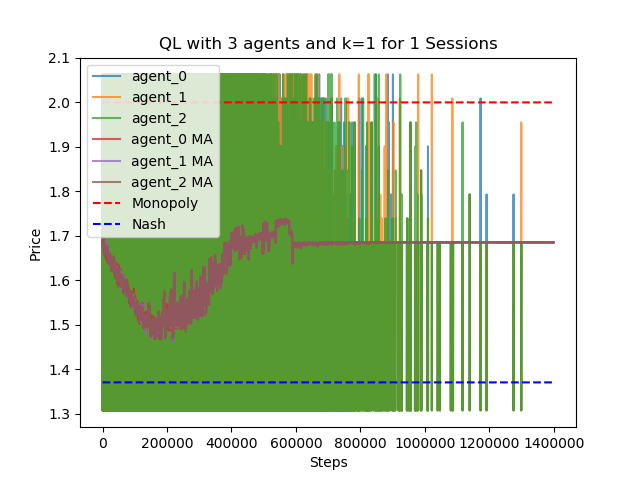 QL with 3 agents and k=1 for 1 Sessions
agent_0
agent_1
agent_2
agent_0 MA
agent_1 MA
agent_2 MA
Monopoly
Nash
Price
2.1
2.0
1.9
1.8
1.7
1.6
1.5
1.4
1.3
0 200000 400000 600000 800000 1000000 1200000 1400000
Steps